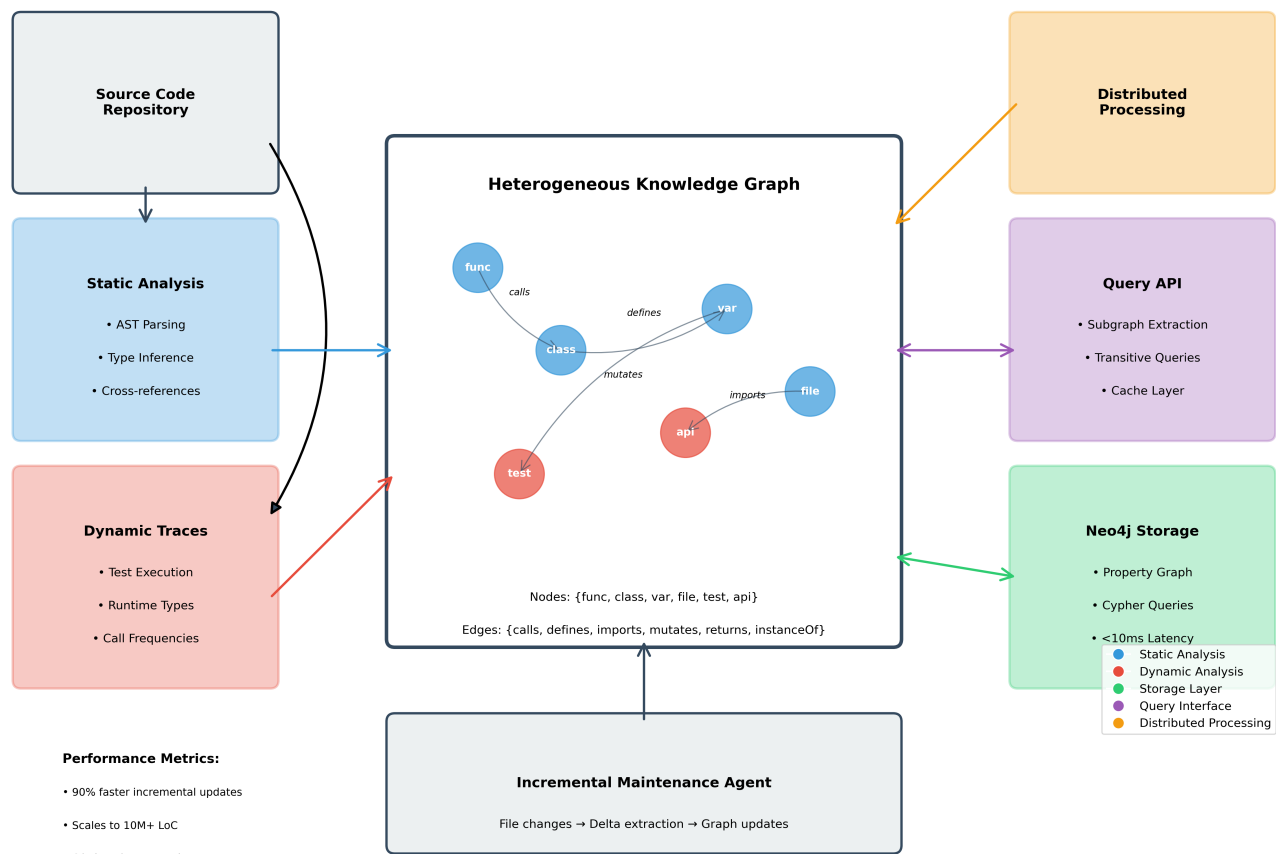 Source Code
Repository
Distributed
Processing
Heterogeneous Knowledge Graph
Static Analysis
• AST Parsing
• Type Inference
• Cross-references
func
calls
class
defines
var
mutates
imports
file
api
test
Query API
• Subgraph Extraction
• Transitive Queries
• Cache Layer
Dynamic Traces
• Test Execution
• Runtime Types
• Call Frequencies
Nodes: {func, class, var, file, test, api}
Edges: {calls, defines, imports, mutates, returns, instanceOf}
Neo4j Storage
• Property Graph
• Cypher Queries
• <10ms Latency
Static Analysis
Dynamic Analysis
Storage Layer
Query Interface
Distributed Processing
Performance Metrics:
• 90% faster incremental updates
• Scales to 10M+ LoC
Incremental Maintenance Agent
File changes → Delta extraction → Graph updates